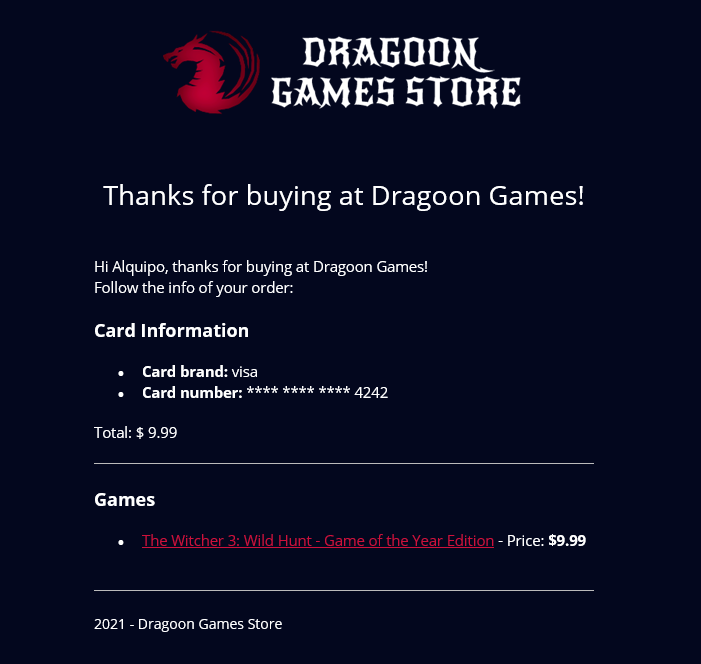 DRAGOON
GAMES STORE
Thanks for buying at Dragoon Games!
Hi Alquipo, thanks for buying at Dragoon Games!
Follow the info of your order:
Card Information
• Card brand: visa
• Card number: **** **** **** 4242
Total: $ 9.99
Games
• The Witcher 3: Wild Hunt - Game of the Year Edition - Price: $9.99
2021 - Dragoon Games Store